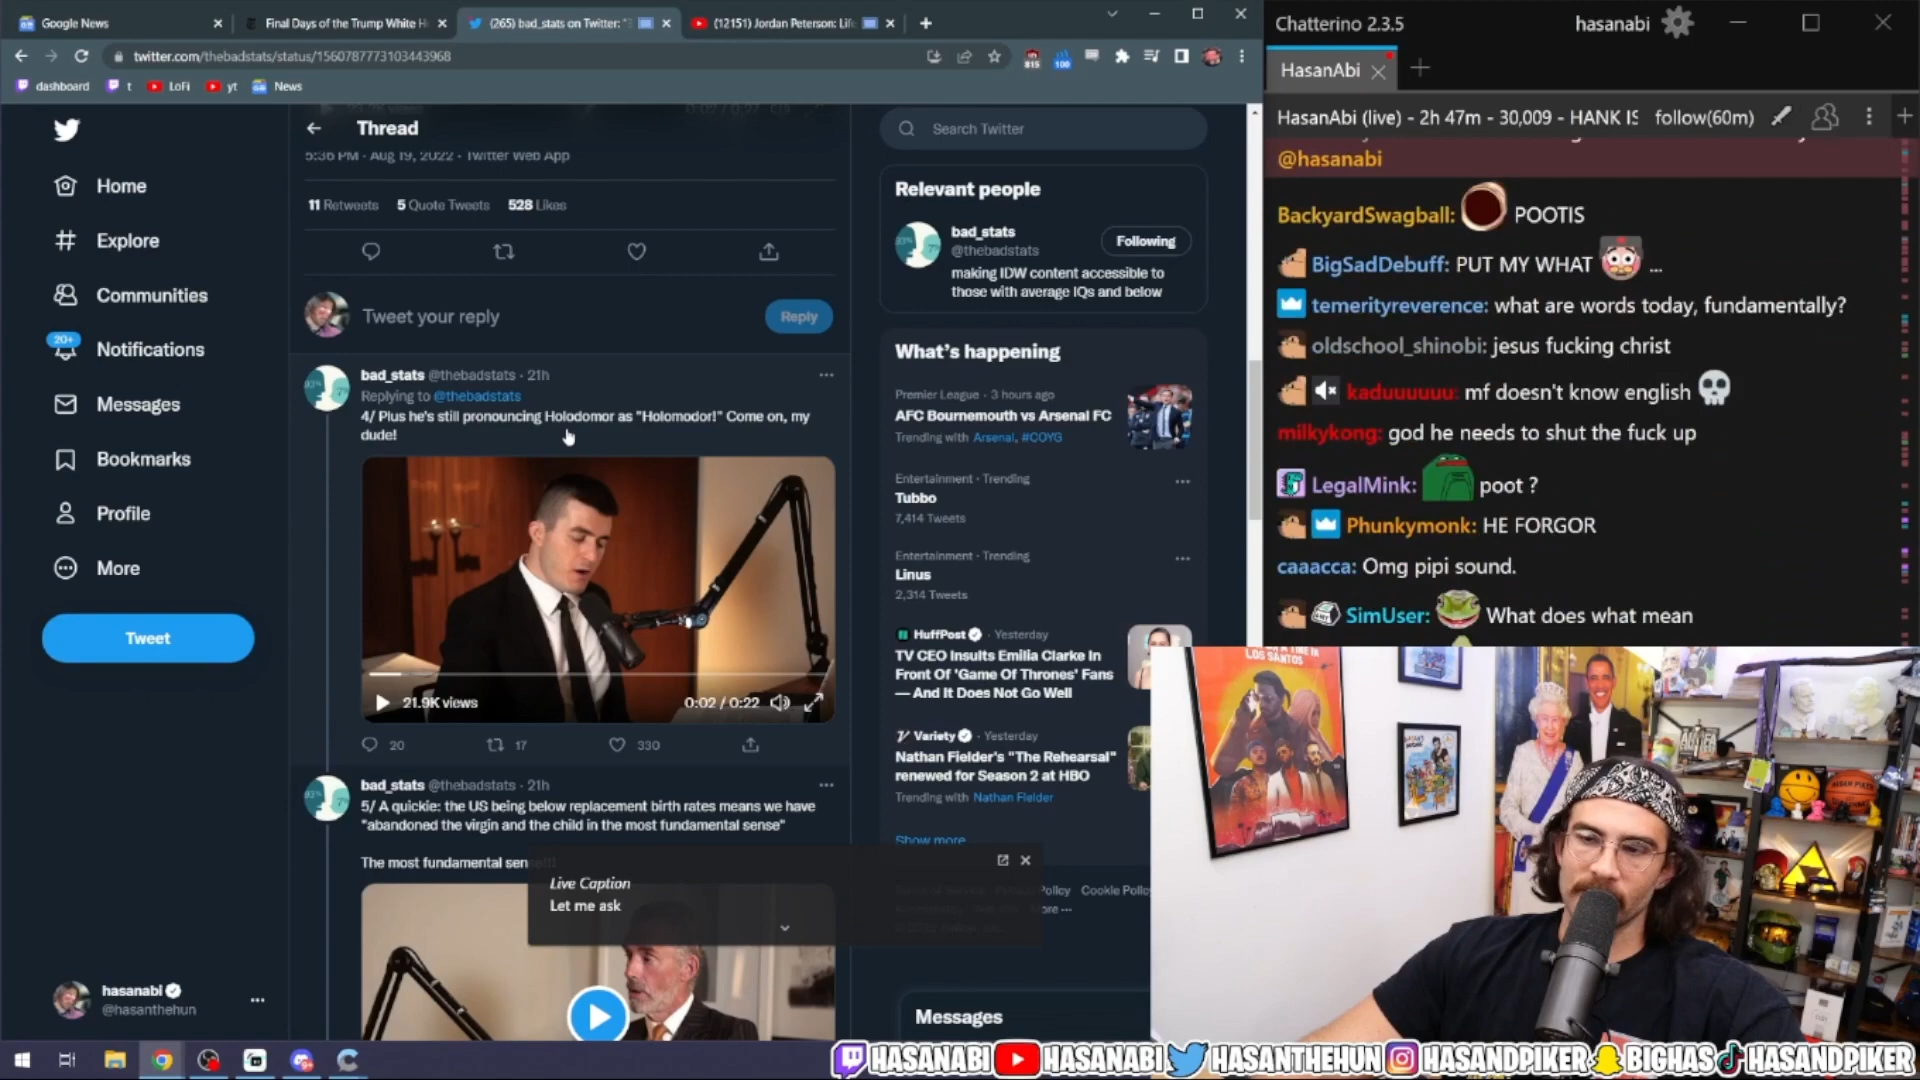 Google News
Final Days of the Trump White H
(265) bad_stats on Twitter: "
(12151) Jordan Peterson: Life
twitter.com/thebadstats/status/1560787773103443968
815
100
dashboard
t
LoFi
yt
News
Home
Explore
Communities
20+
Notifications
Messages
Bookmarks
Profile
More
Tweet
hasanabi
@hasanthehun
Thread
5:36 PM · Aug 19, 2022 · Twitter Web App
11 Retweets 5 Quote Tweets 528 Likes
Tweet your reply
Reply
bad_stats @thebadstats · 21h
Replying to @thebadstats
4/ Plus he's still pronouncing Holodomor as "Holomodor!" Come on, my
dude!
21.9K views
0:02 / 0:22
20
17
330
bad_stats @thebadstats · 21h
5/ A quickie: the US being below replacement birth rates means we have
"abandoned the virgin and the child in the most fundamental sense"
The most fundamental sen
Live Caption
Let me ask
Search Twitter
Relevant people
bad_stats
@thebadstats
Following
making IDW content accessible to
those with average IQs and below
What's happening
Premier League · 3 hours ago
AFC Bournemouth vs Arsenal FC
Trending with Arsenal, #COYG
Entertainment · Trending
Tubbo
7,414 Tweets
Entertainment · Trending
Linus
2,314 Tweets
HuffPost · Yesterday
TV CEO Insults Emilia Clarke In
Front Of 'Game Of Thrones' Fans
— And It Does Not Go Well
Variety · Yesterday
Nathan Fielder's "The Rehearsal"
renewed for Season 2 at HBO
Trending with Nathan Fielder
Show more
Policy Cookie Policy
Messages
Chatterino 2.3.5
hasanabi
HasanAbi
HasanAbi (live) - 2h 47m - 30,009 - HANK IS
follow(60m)
@hasanabi
BackyardSwagball: POOTIS
BigSadDebuff: PUT MY WHAT ...
temerityreverence: what are words today, fundamentally?
oldschool_shinobi: jesus fucking christ
kaduuuuuu: mf doesn't know english
milkykong: god he needs to shut the fuck up
LegalMink: poot ?
Phunkymonk: HE FORGOR
caaacca: Omg pipi sound.
SimUser: What does what mean
LOS SANTOS
HASANABI HASANABI HASANTHEHUN HASANDPIKER BIGHAS HASANDPIKER